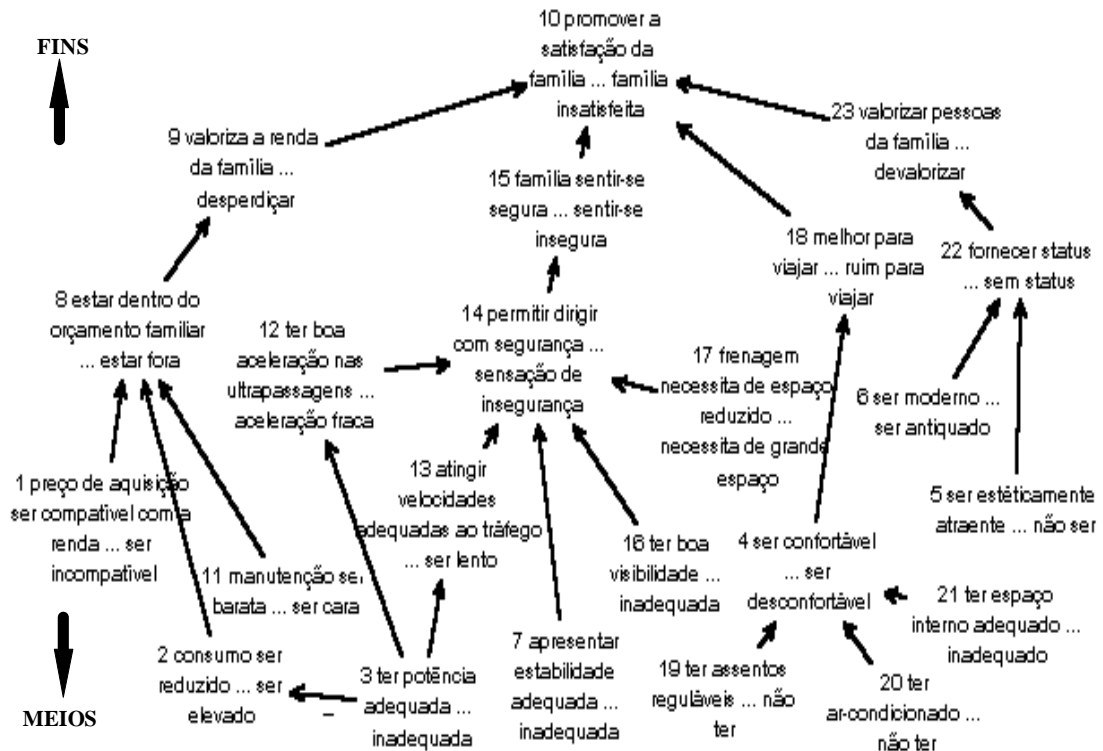 FINS
10 promover a
satisfação da
família ... família
insatisfeita
9 valoriza a renda
da família ...
desperdiçar
23 valorizar pessoas
da família ...
devalorizar
15 família sentir-se
segura ... sentir-se
insegura
18 melhor para
viajar ... ruim para
viajar
22 fornecer status
... sem status
8 estar dentro do
orçamento familiar
... estar fora
12 ter boa
aceleração nas
ultrapassagens ...
aceleração fraca
14 permitir dirigir
com segurança ...
sensação de
insegurança
17 frenagem
necessita de espaço
reduzido ...
necessita de grande
espaço
6 ser moderno ...
ser antiquado
1 preço de aquisição
ser compatível com a
renda ... ser
incompatível
13 atingir
velocidades
adequadas ao tráfego
... ser lento
5 ser estéticamente
atraente ... não ser
11 manutenção ser
barata ... ser cara
16 ter boa
visibilidade ...
inadequada
4 ser confortável
... ser
desconfortável
21 ter espaço
interno adequado ...
inadequado
2 consumo ser
reduzido ... ser
elevado
–
3 ter potência
adequada ...
inadequada
7 apresentar
estabilidade
adequada ...
inadequada
19 ter assentos
reguláveis ... não
ter
20 ter
ar-condicionado ...
não ter
MEIOS